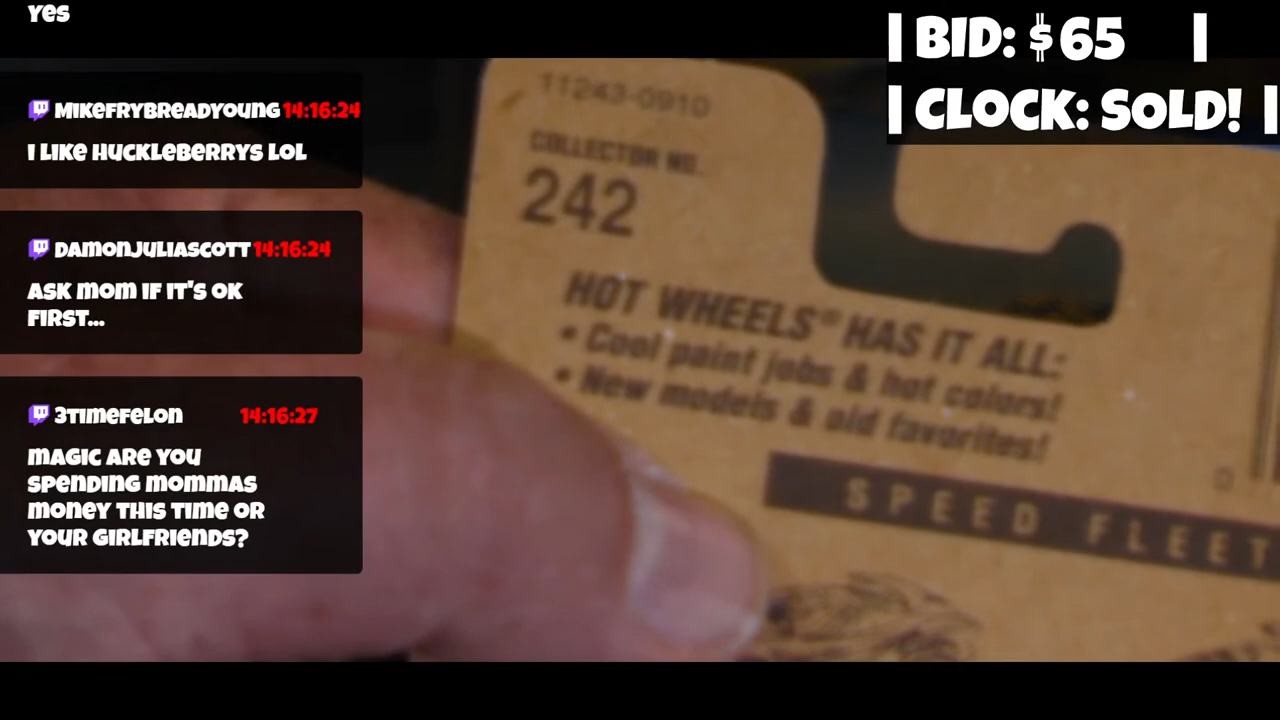 Yes
| BID: $65 |
| CLOCK: SOLD! |
MIKEFRYBREADYOUNG 14:16:24
I LIKE HUCKLEBERRYS LOL
DAMONJULIASCOTT 14:16:24
ASK MOM IF IT'S OK
FIRST...
3TIMEFELON 14:16:27
MAGIC ARE YOU
SPENDING MOMMAS
MONEY THIS TIME OR
YOUR GIRLFRIENDS?
11243-0910
COLLECTOR NO.
242
HOT WHEELS® HAS IT ALL:
• Cool paint jobs & hot colors!
• New models & old favorites!
SPEED FLEET